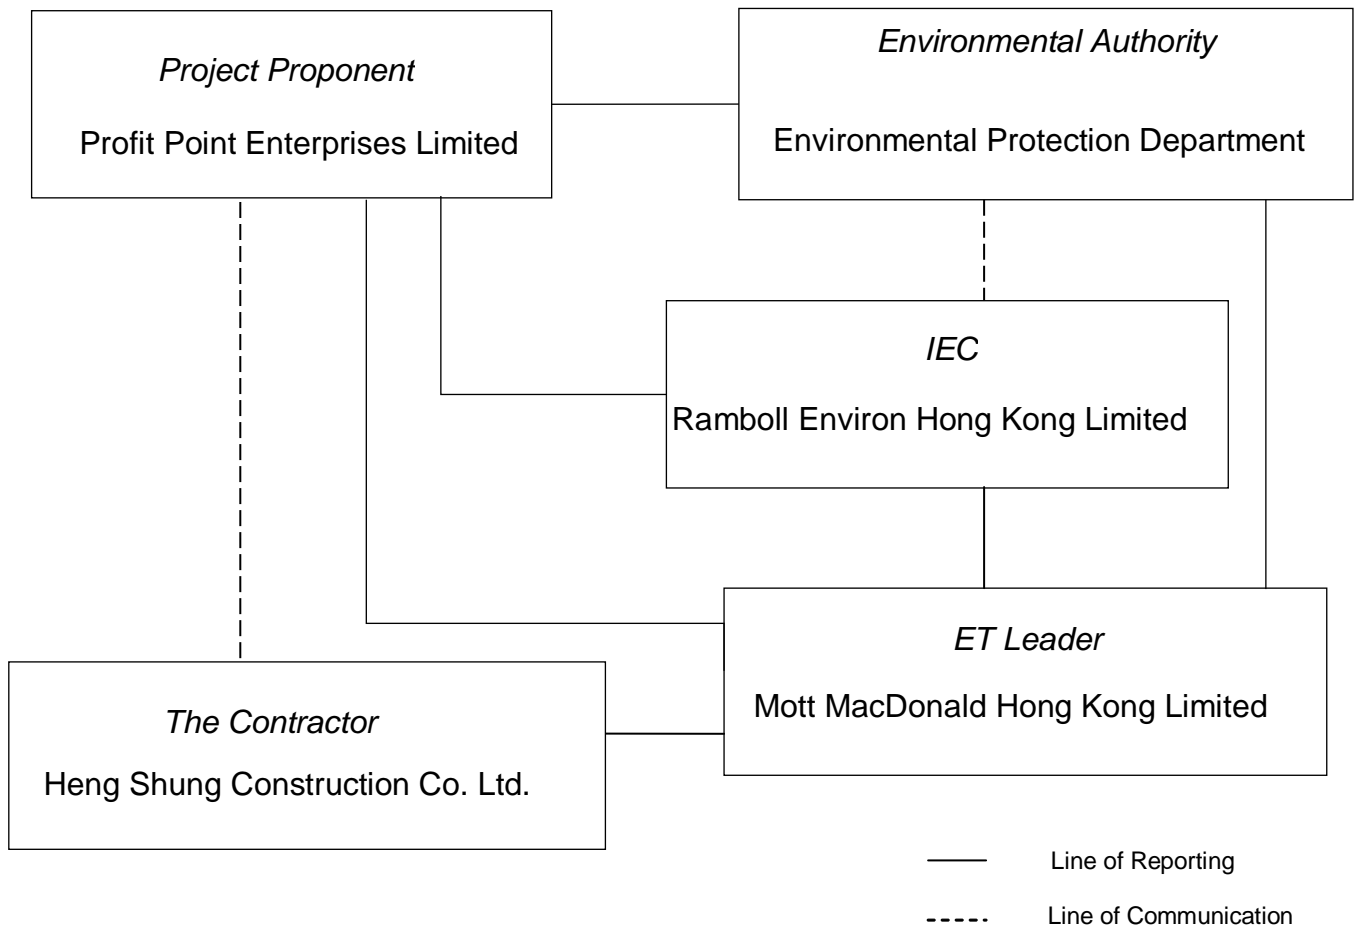 Project Proponent
Profit Point Enterprises Limited
Environmental Authority
Environmental Protection Department
IEC
Ramboll Environ Hong Kong Limited
ET Leader
Mott MacDonald Hong Kong Limited
The Contractor
Heng Shung Construction Co. Ltd.
Line of Reporting
Line of Communication